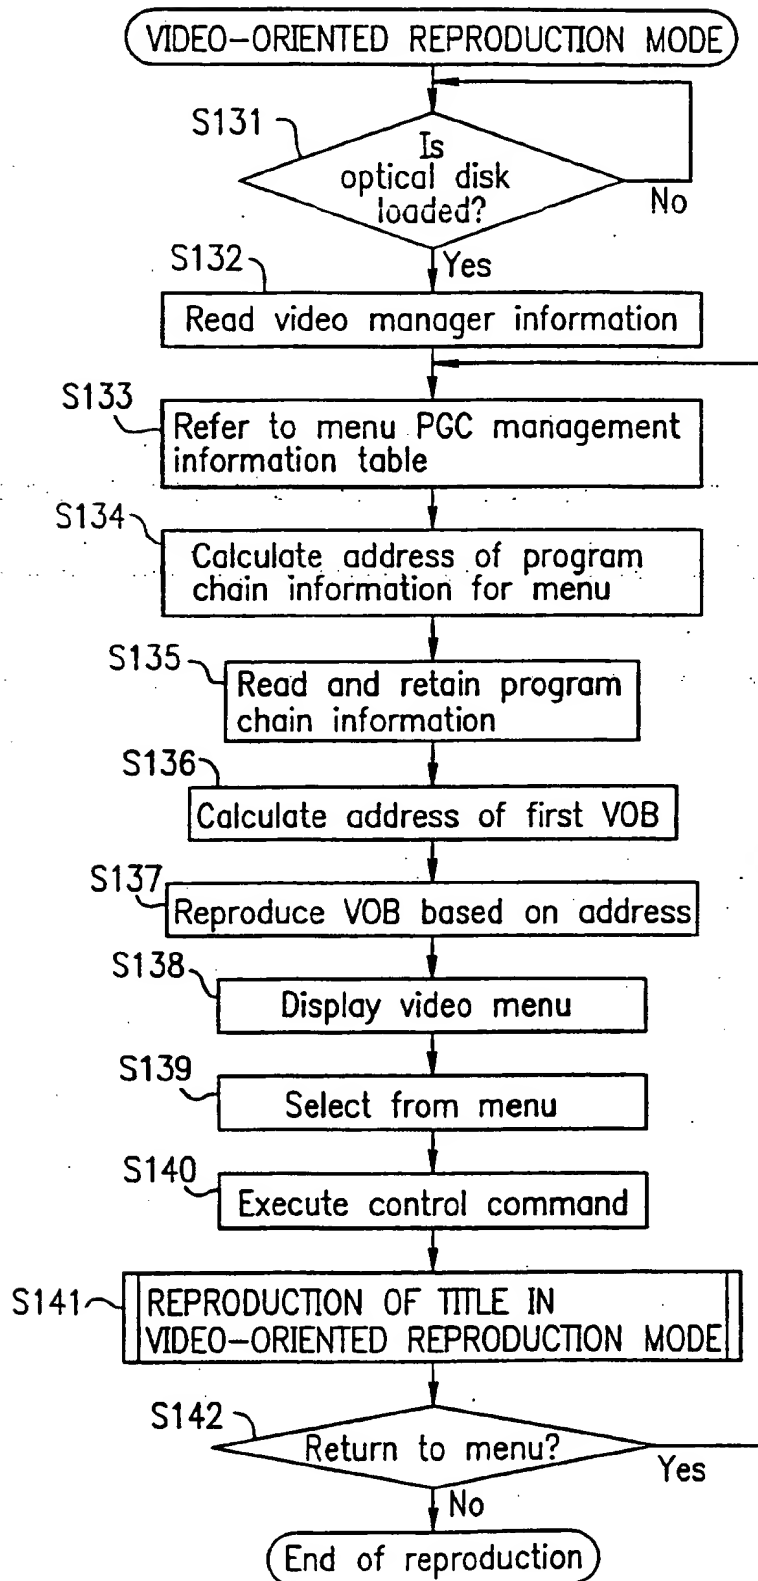 VIDEO-ORIENTED REPRODUCTION MODE
S131
Is
optical disk
loaded?
No
Yes
S132
Read video manager information
S133
Refer to menu PGC management
information table
S134
Calculate address of program
chain information for menu
S135
Read and retain program
chain information
S136
Calculate address of first VOB
S137
Reproduce VOB based on address
S138
Display video menu
S139
Select from menu
S140
Execute control command
S141
REPRODUCTION OF TITLE IN
VIDEO-ORIENTED REPRODUCTION MODE
S142
Return to menu?
Yes
No
End of reproduction